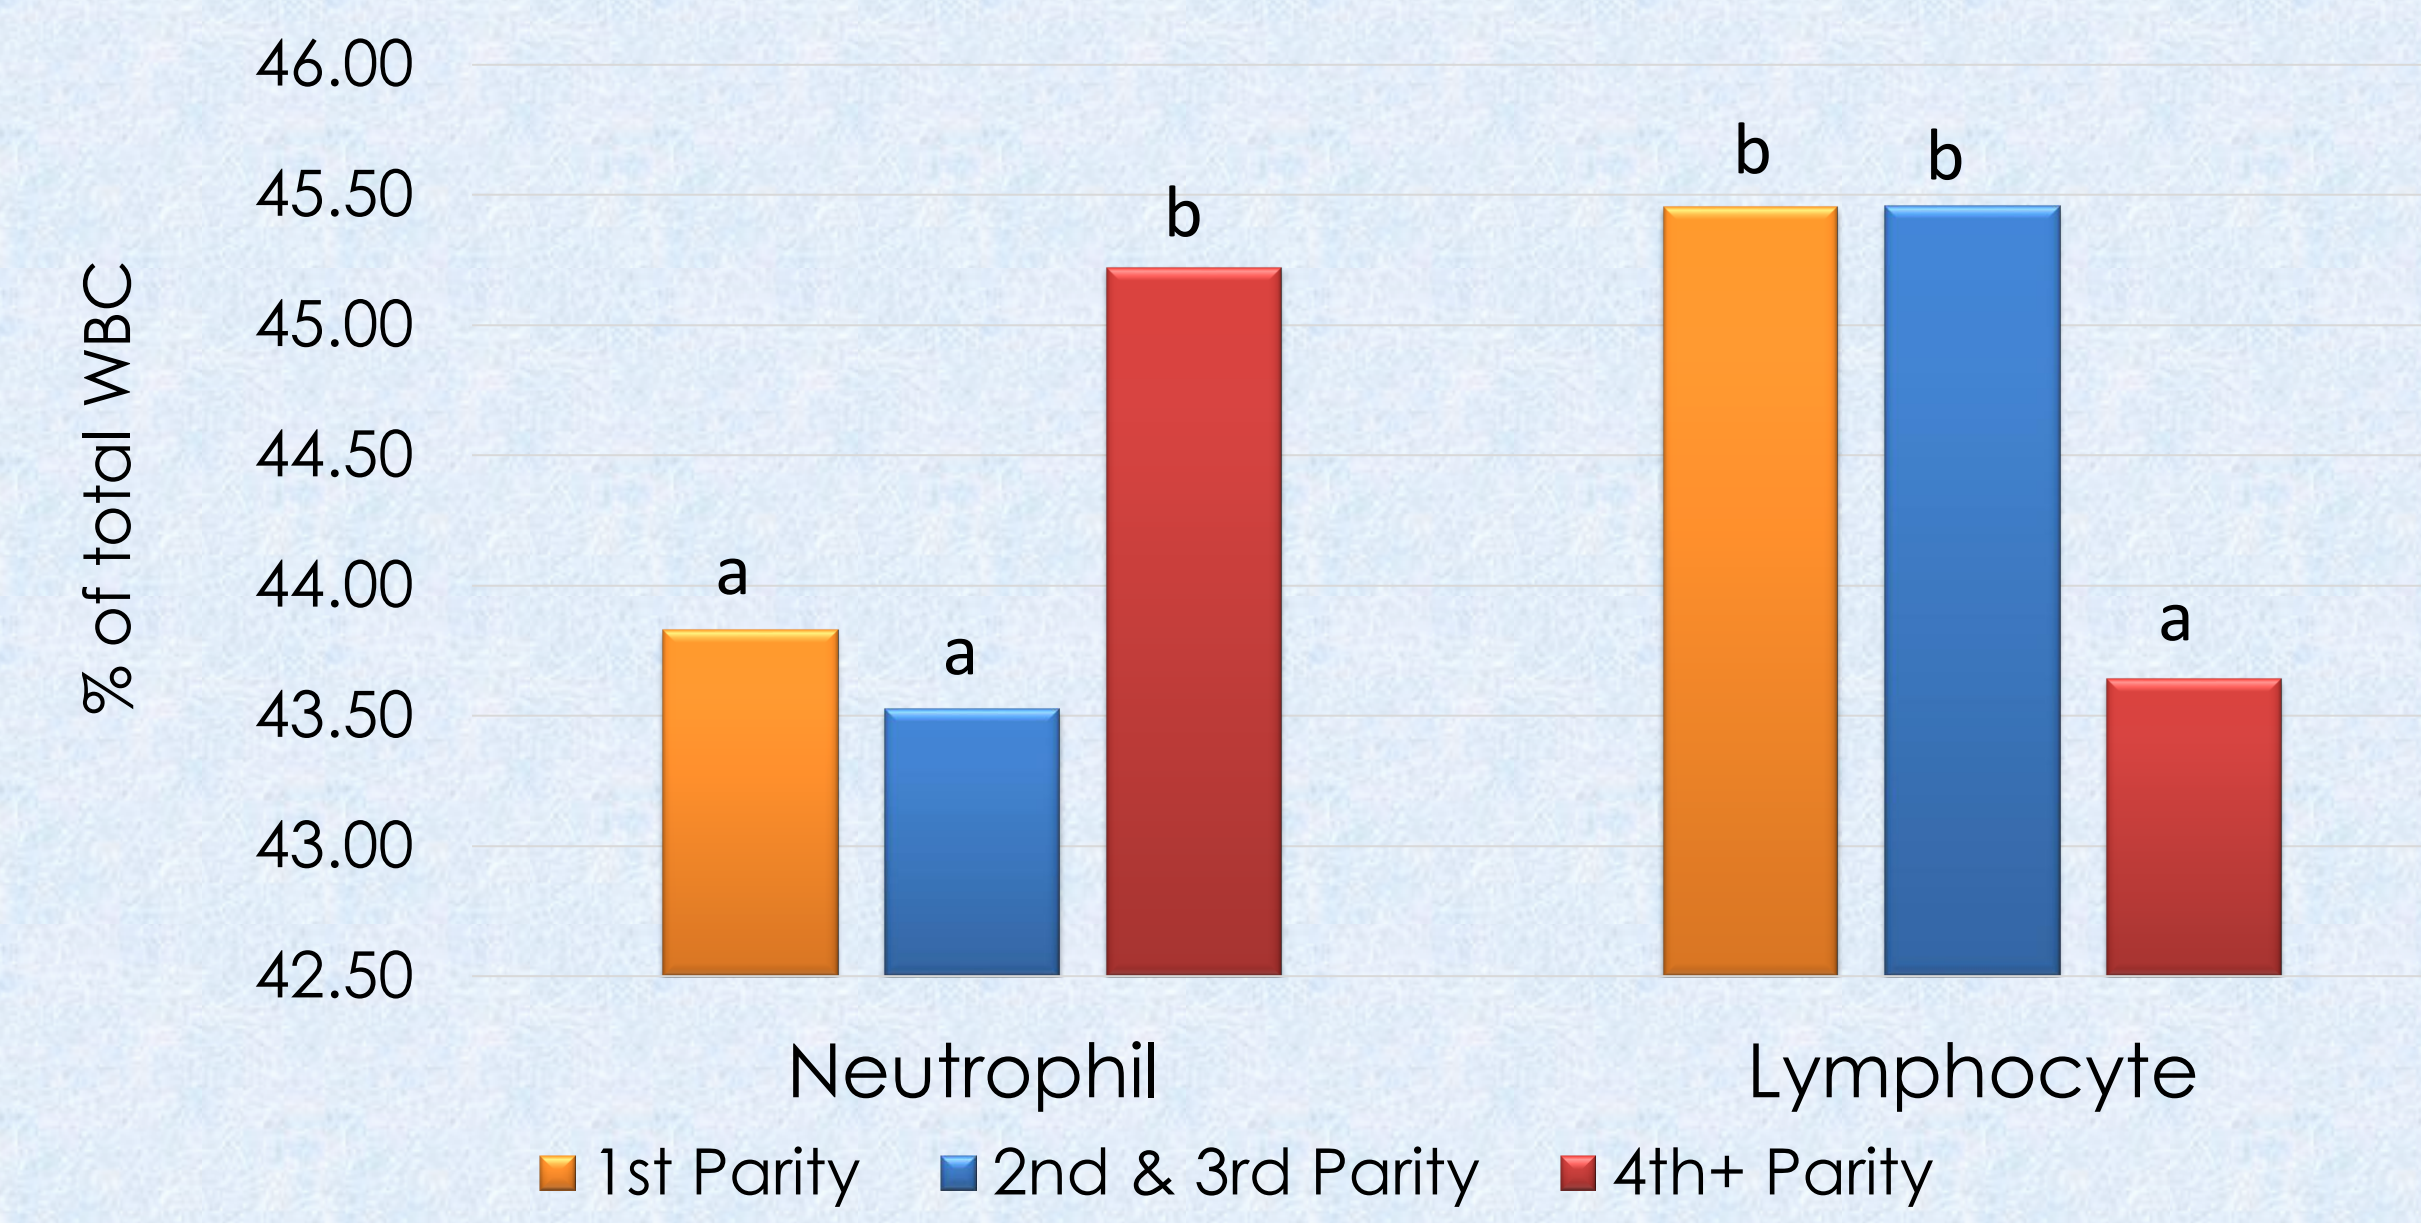 % of total WBC
46.00
45.50
45.00
44.50
44.00
43.50
43.00
42.50
a
a
b
b
b
a
Neutrophil
Lymphocyte
1st Parity
2nd & 3rd Parity
4th+ Parity